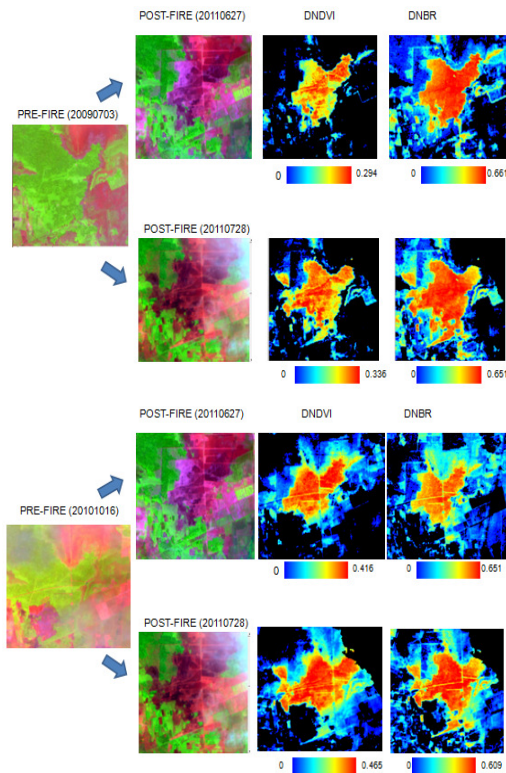 POST-FIRE (20110627) DNDVI DNBR
PRE-FIRE (20090703)
0 0.294 0 0.661
POST-FIRE (20110728)
0 0.336 0 0.651
POST-FIRE (20110627) DNDVI DNBR
PRE-FIRE (20101016)
0 0.416 0 0.651
POST-FIRE (20110728) DNDVI DNBR
0 0.465 0 0.609